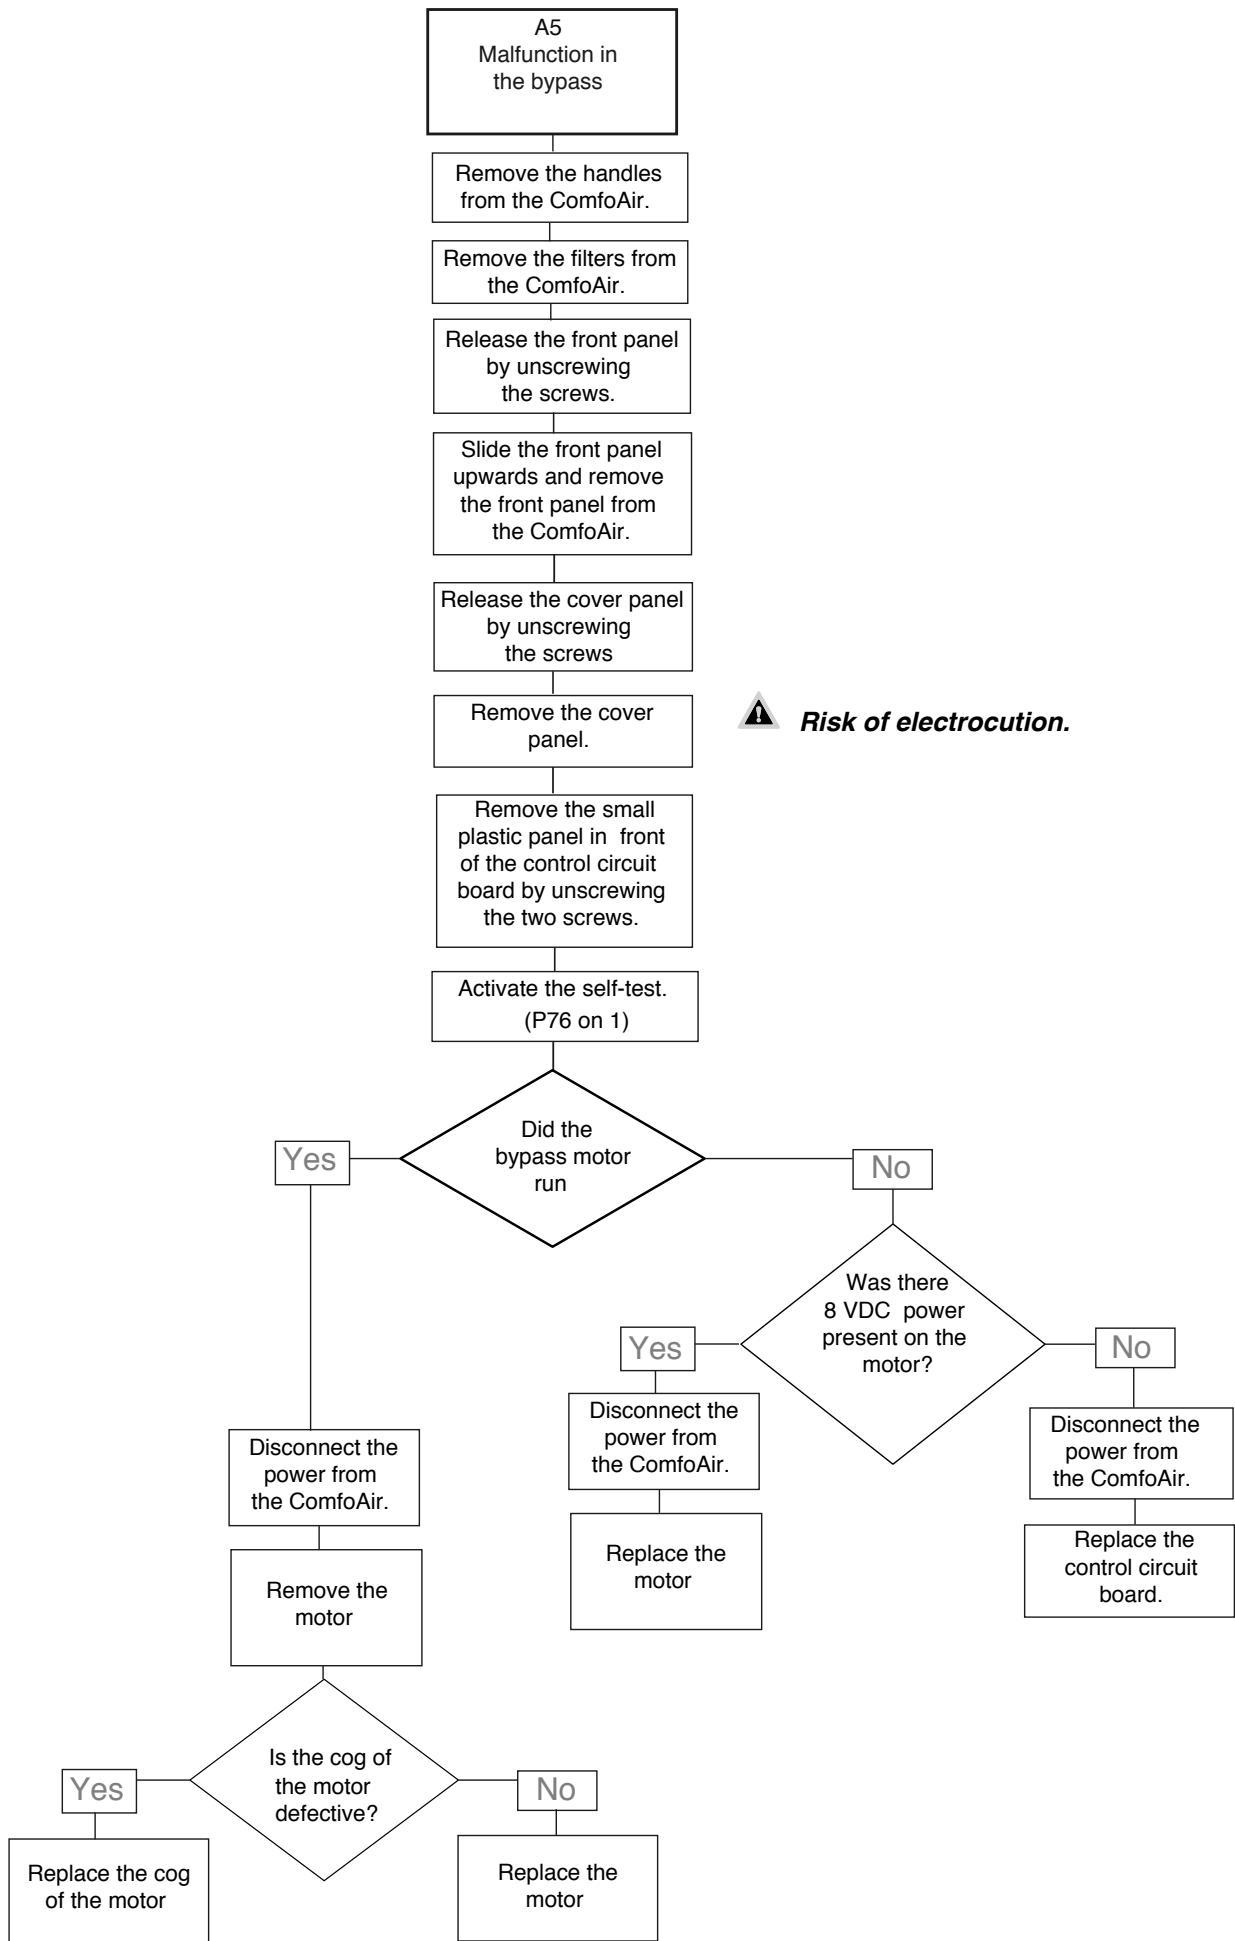 A5
Malfunction in
the bypass
Remove the handles
from the ComfoAir.
Remove the filters from
the ComfoAir.
Release the front panel
by unscrewing
the screws.
Slide the front panel
upwards and remove
the front panel from
the ComfoAir.
Release the cover panel
by unscrewing
the screws
Remove the cover
panel.
Risk of electrocution.
Remove the small
plastic panel in front
of the control circuit
board by unscrewing
the two screws.
Activate the self-test.
(P76 on 1)
Did the
bypass motor
run
Yes
No
Was there
8 VDC power
present on the
motor?
Yes
No
Disconnect the
power from
the ComfoAir.
Replace the
motor
Disconnect the
power from
the ComfoAir.
Replace the
control circuit
board.
Disconnect the
power from
the ComfoAir.
Remove the
motor
Is the cog of
the motor
defective?
Yes
No
Replace the cog
of the motor
Replace the
motor